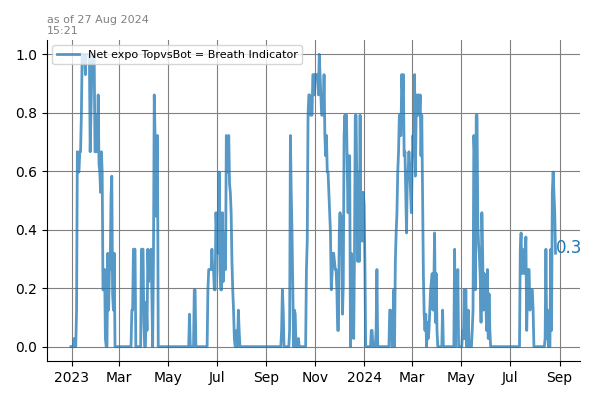 as of 27 Aug 2024
15:21
Net expo TopvsBot = Breath Indicator
1.0
0.8
0.6
0.4
0.3
0.2
0.0
2023 Mar May Jul Sep Nov 2024 Mar May Jul Sep